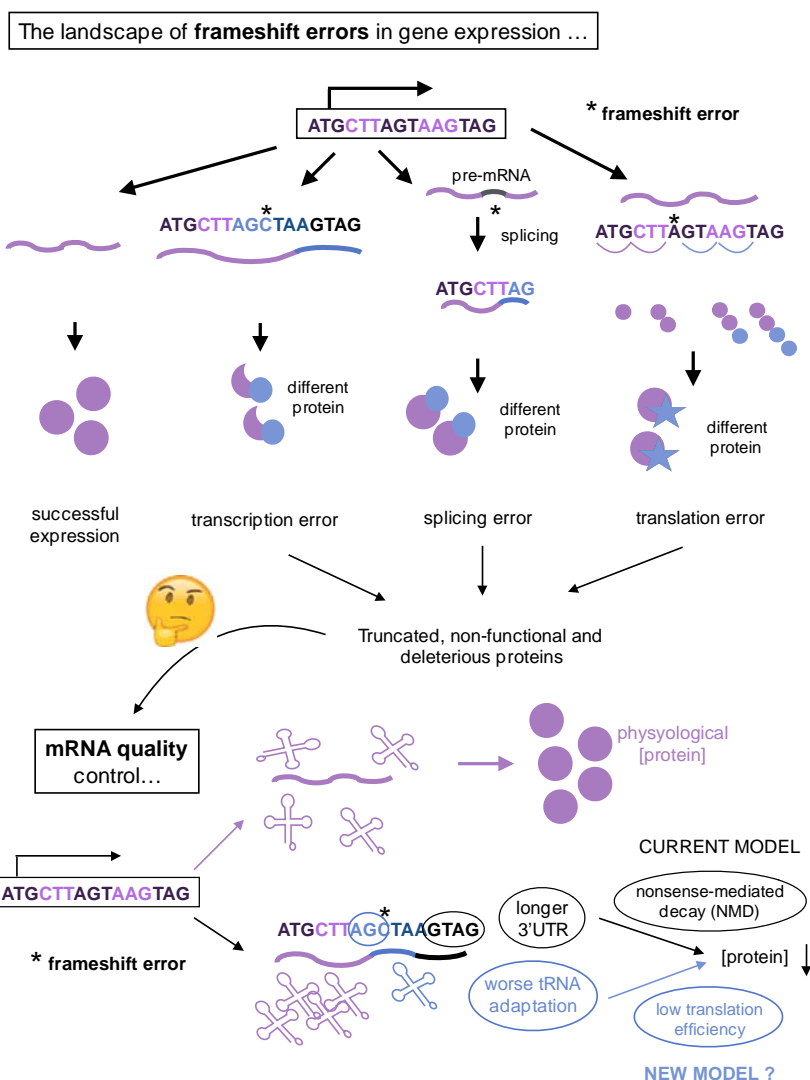 The landscape of frameshift errors in gene expression …
ATGCTTAGTAAGTAG
* frameshift error
pre-mRNA
*
splicing
*
ATGCTTAGCTAAGTAG
*
ATGCTTAGTAAGTAG
ATGCTTAG
different
protein
different
protein
different
protein
successful
expression
transcription error
splicing error
translation error
Truncated, non-functional and
deleterious proteins
mRNA quality
control…
physyological
[protein]
CURRENT MODEL
ATGCTTAGTAAGTAG
nonsense-mediated
decay (NMD)
*
ATGCTTAGCTAAGTAG
longer
3’UTR
* frameshift error
[protein]
worse tRNA
adaptation
low translation
efficiency
NEW MODEL ?